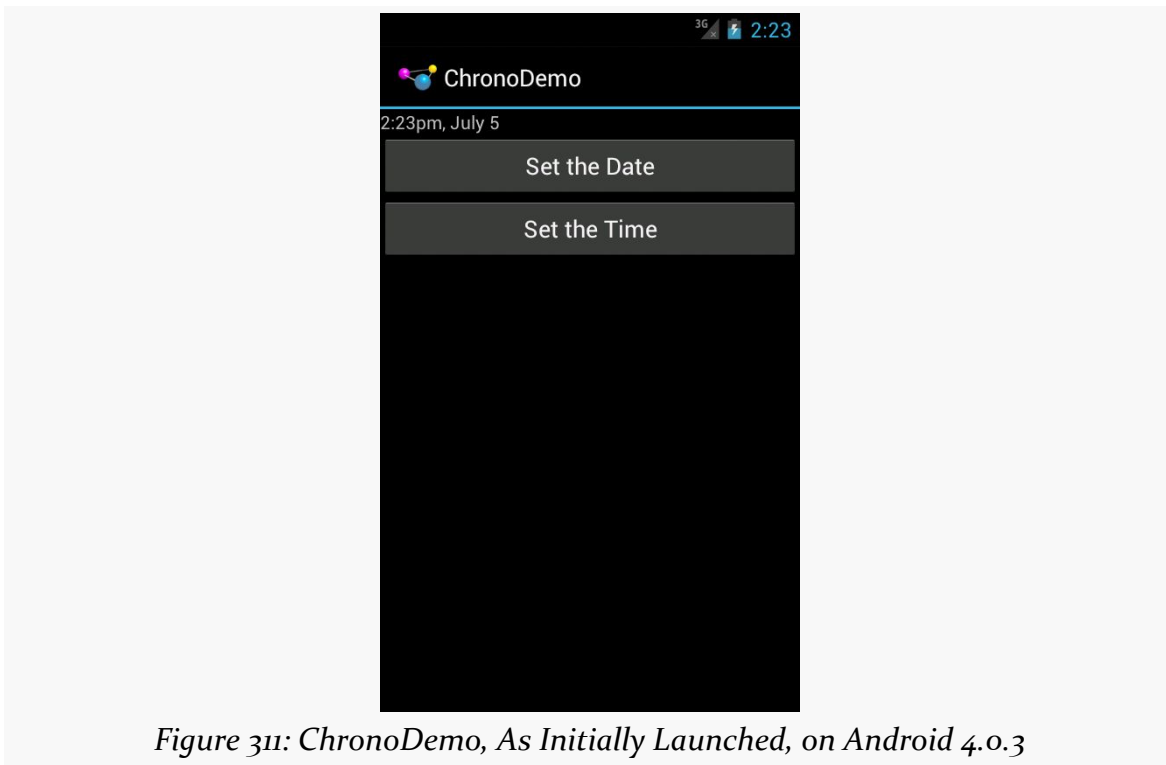 3G 2:23
ChronoDemo
2:23pm, July 5
Set the Date
Set the Time
Figure 311: ChronoDemo, As Initially Launched, on Android 4.0.3